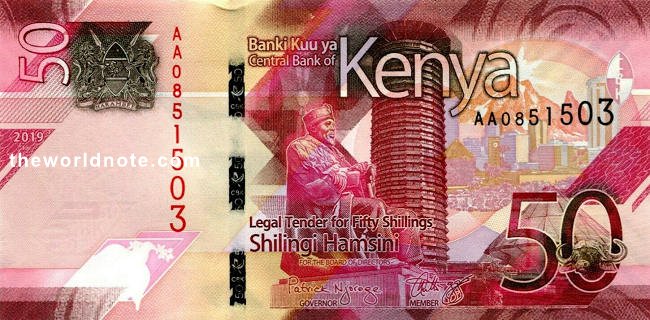 50
HARAMBEE
AA0851503
2019
theworldnote.com
Banki Kuu ya
Central Bank of
Kenya
AA0851503
Legal Tender for Fifty Shillings
Shilingi Hamsini
FOR THE BOARD OF DIRECTORS
Patrick Njoroge
GOVERNOR
MEMBER
50